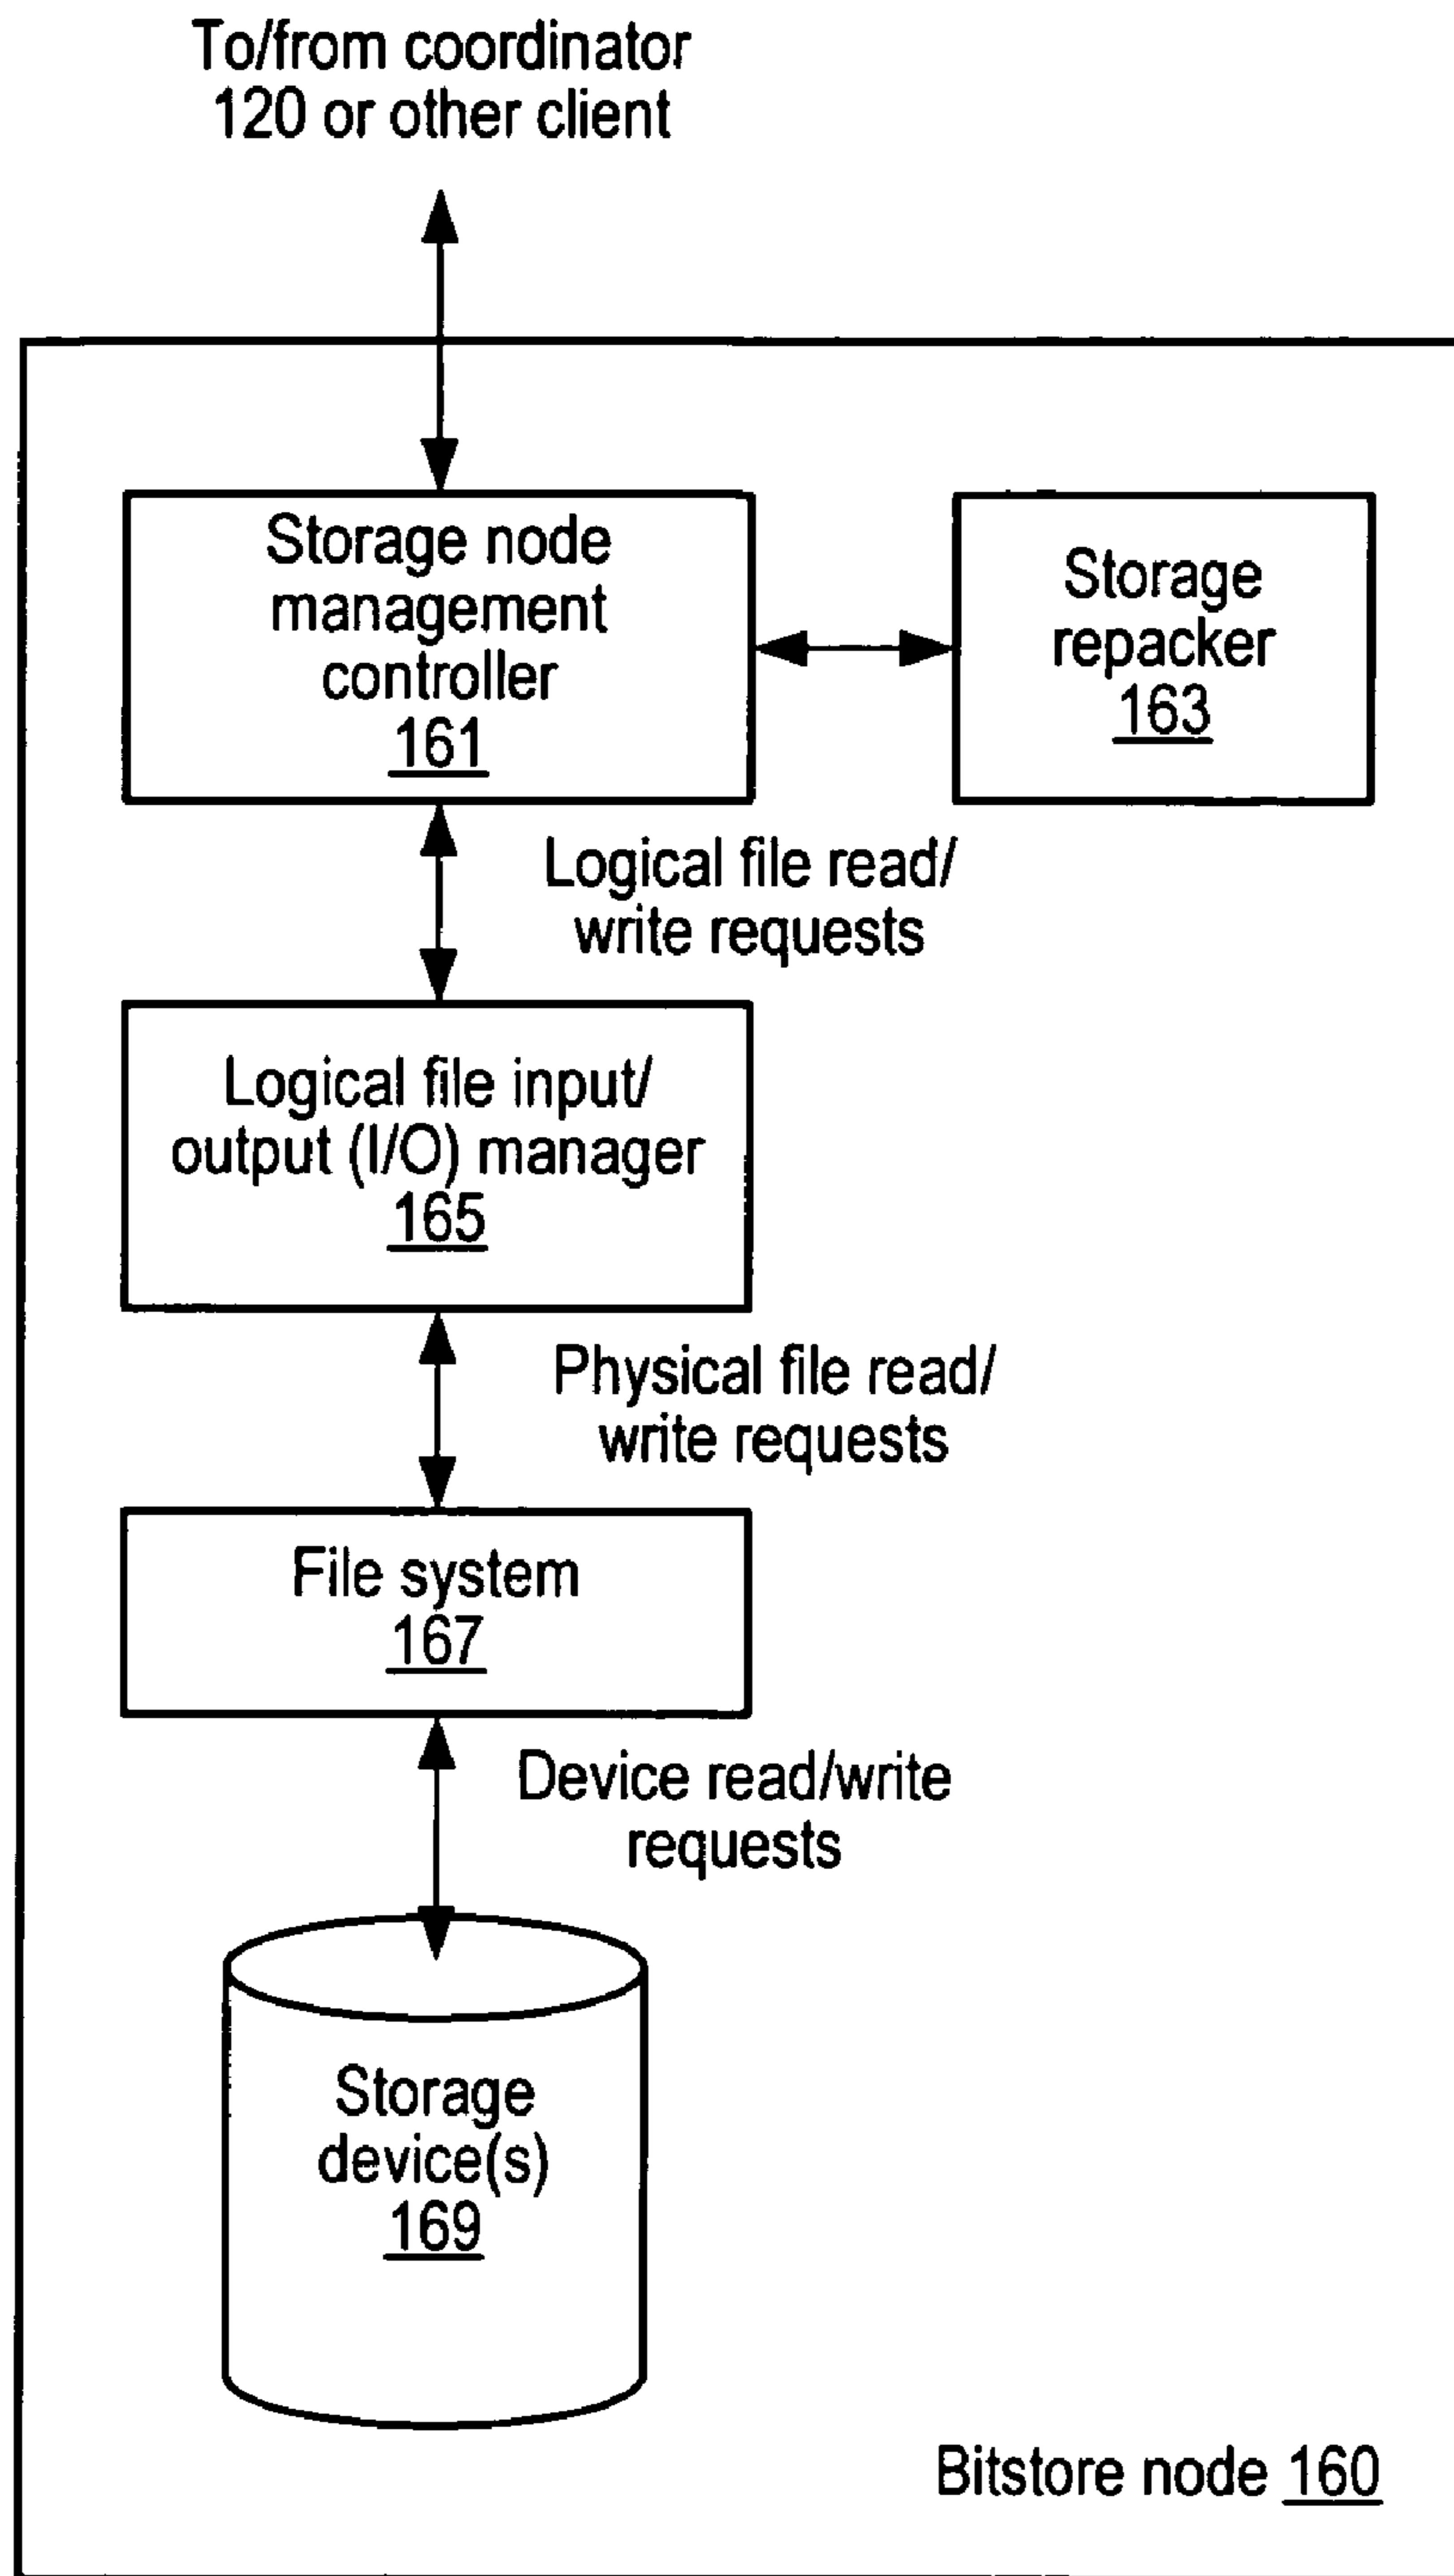 To/from coordinator
120 or other client
Storage node
management
controller
161
Storage
repacker
163
Logical file read/
write requests
Logical file input/
output (I/O) manager
165
Physical file read/
write requests
File system
167
Device read/write
requests
Storage
device(s)
169
Bitstore node 160